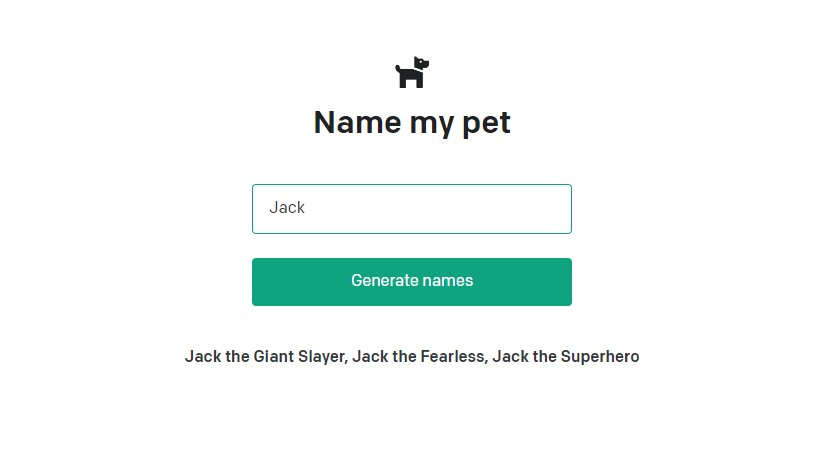 Name my pet
Jack
Generate names
Jack the Giant Slayer, Jack the Fearless, Jack the Superhero